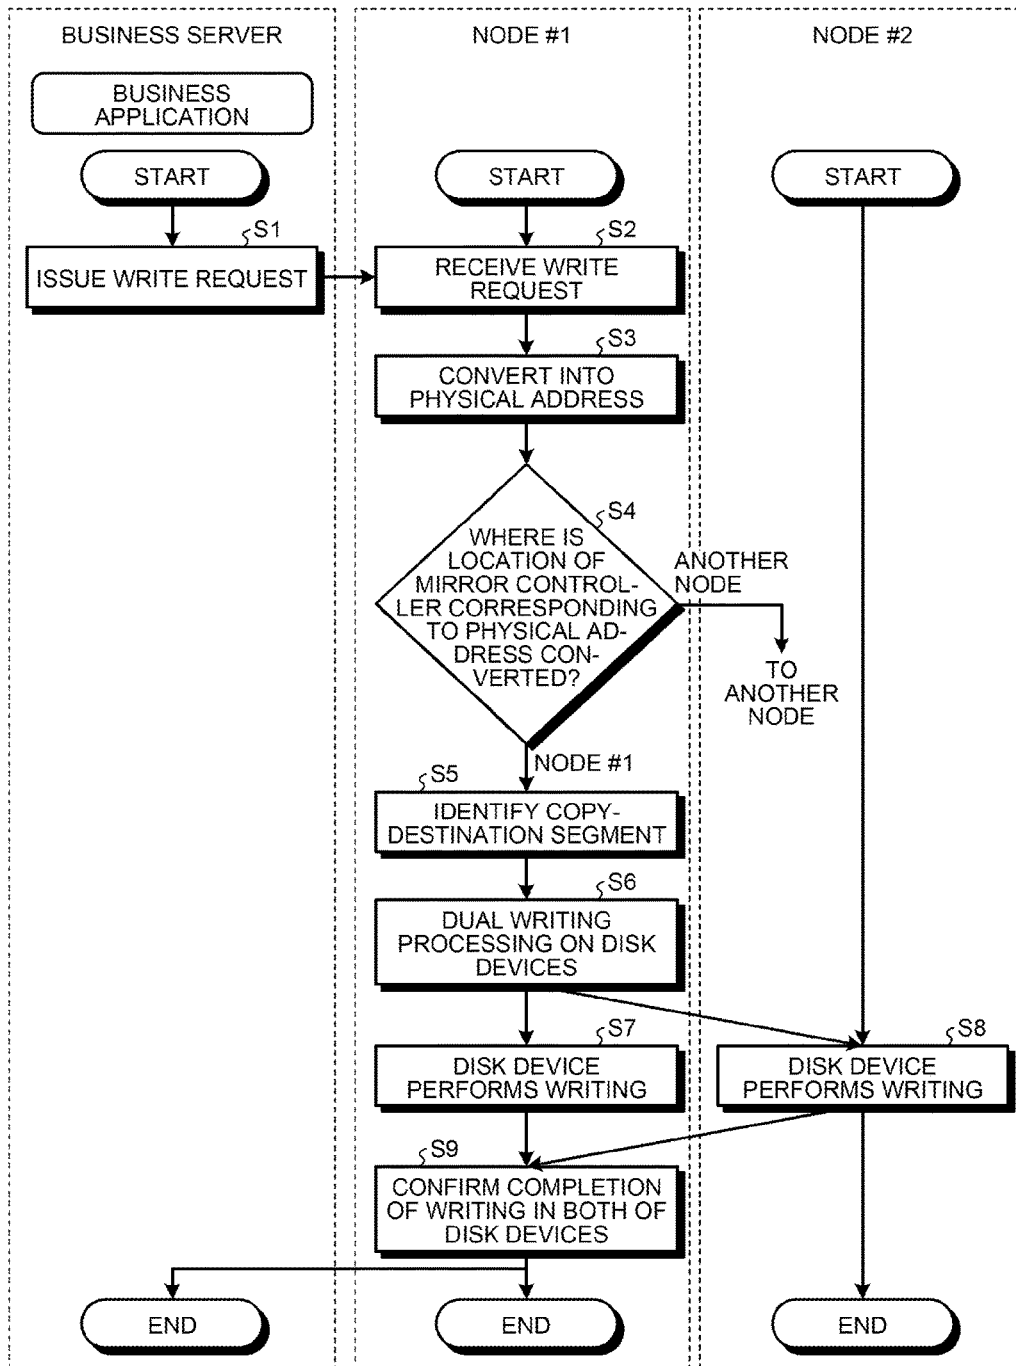 BUSINESS SERVER
NODE #1
NODE #2
BUSINESS
APPLICATION
START
START
START
S1
ISSUE WRITE REQUEST
S2
RECEIVE WRITE
REQUEST
S3
CONVERT INTO
PHYSICAL ADDRESS
S4
WHERE IS
LOCATION OF
MIRROR CONTROL-
LER CORRESPONDING
TO PHYSICAL AD-
DRESS CON-
VERTED?
ANOTHER
NODE
TO
ANOTHER
NODE
NODE #1
S5
IDENTIFY COPY-
DESTINATION SEGMENT
S6
DUAL WRITING
PROCESSING ON DISK
DEVICES
S7
DISK DEVICE
PERFORMS WRITING
S8
DISK DEVICE
PERFORMS WRITING
S9
CONFIRM COMPLETION
OF WRITING IN BOTH OF
DISK DEVICES
END
END
END